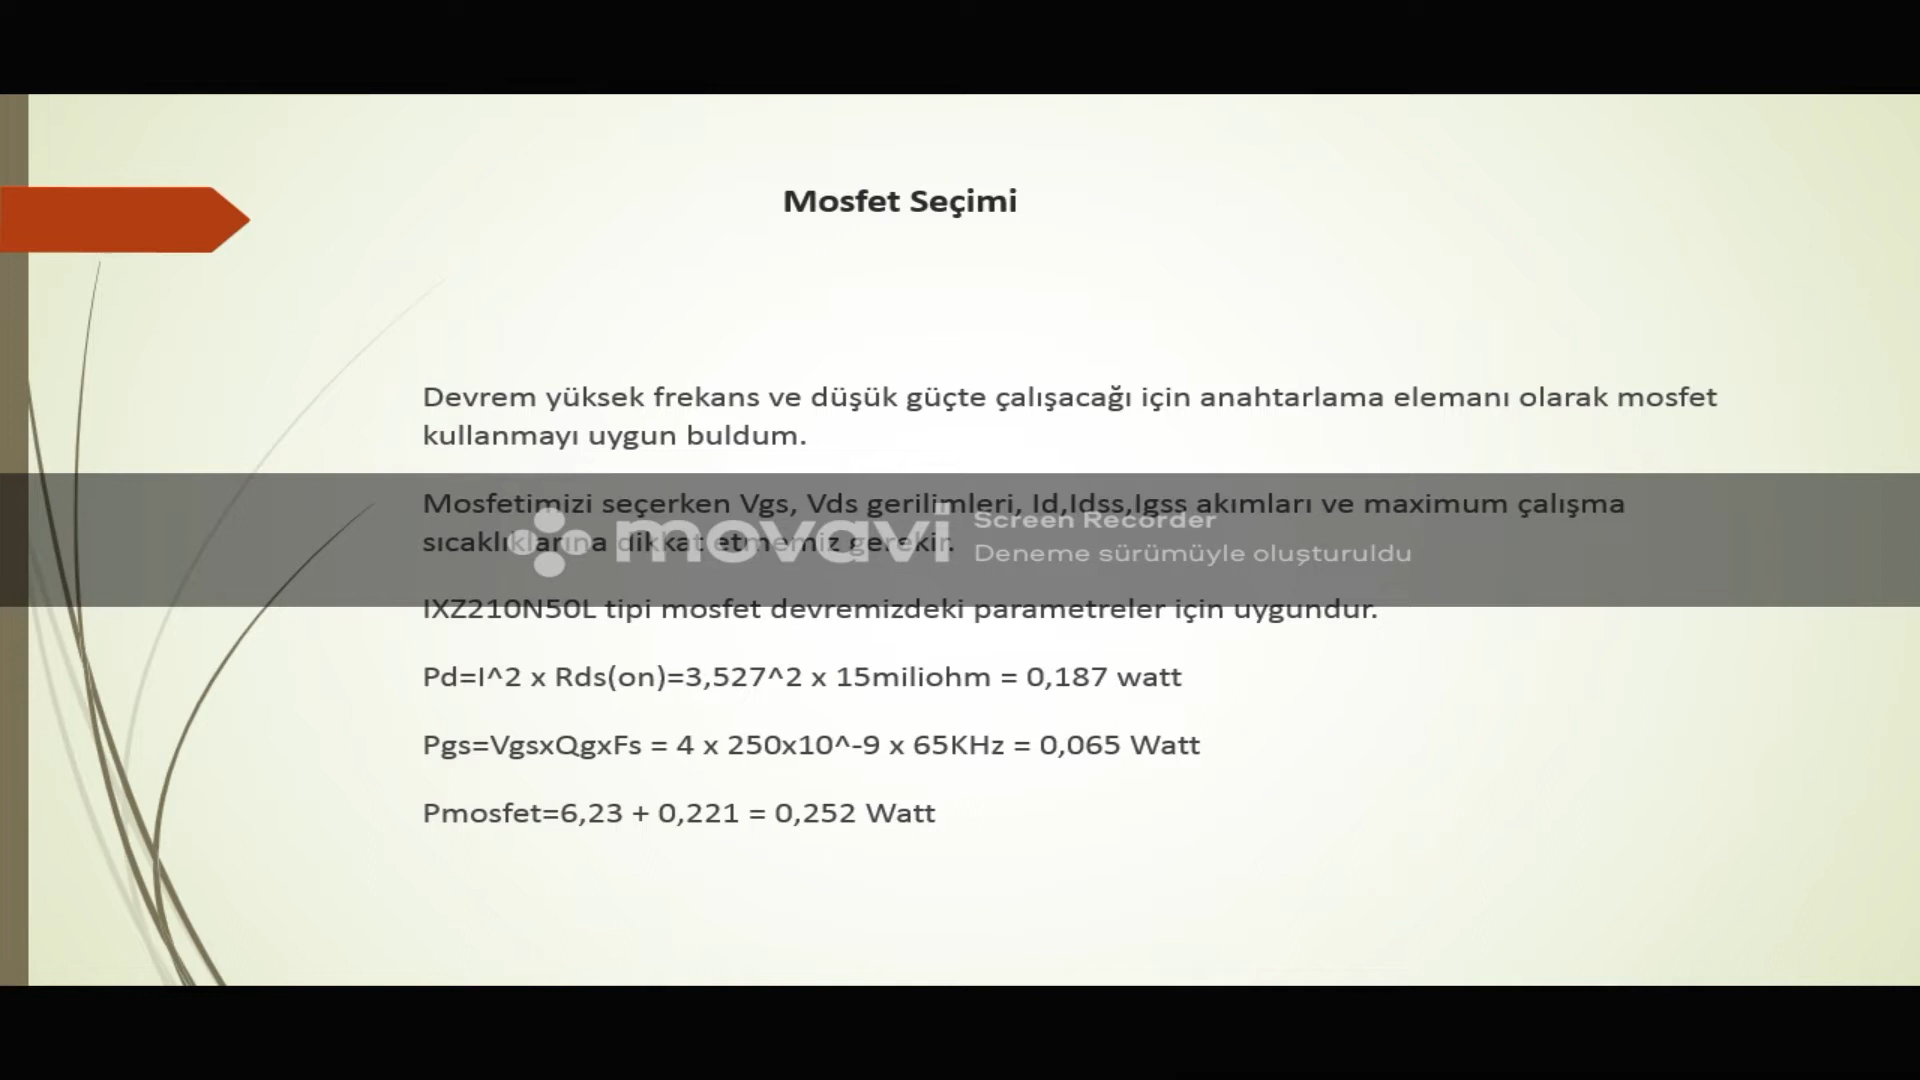 Mosfet Seçimi
Devrem yüksek frekans ve düşük güçte çalışacağı için anahtarlama elemanı olarak mosfet
kullanmayı uygun buldum.
Mosfetimizi seçerken Vgs, Vds gerilimleri, Id,Idss,Igss akımları ve maximum çalışma
sıcaklıklarına dikkat etmemiz gerekir.
movavi
Screen Recorder
Deneme sürümüyle oluşturuldu
IXZ210N50L tipi mosfet devremizdeki parametreler için uygundur.
Pd=I^2 x Rds(on)=3,527^2 x 15miliohm = 0,187 watt
Pgs=VgsxQgxFs = 4 x 250x10^-9 x 65KHz = 0,065 Watt
Pmosfet=6,23 + 0,221 = 0,252 Watt